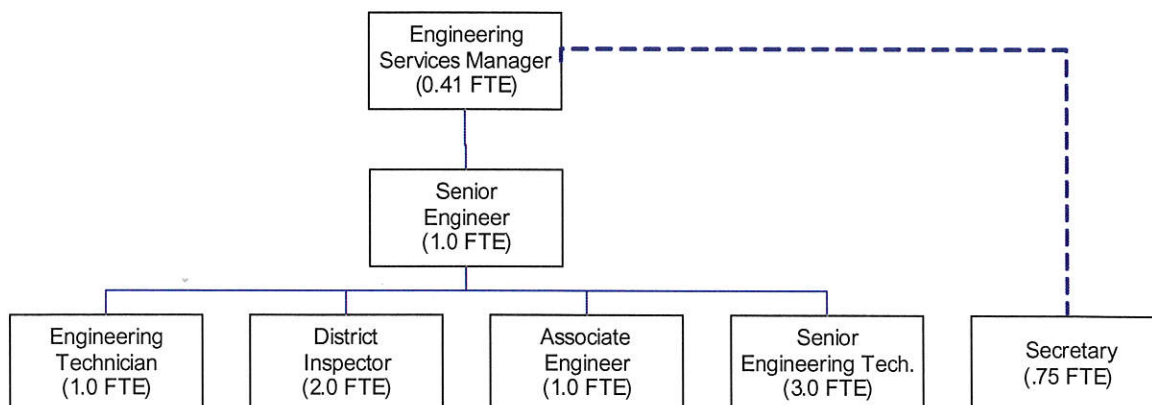 Engineering
Services Manager
(0.41 FTE)
Senior
Engineer
(1.0 FTE)
Engineering
Technician
(1.0 FTE)
District
Inspector
(2.0 FTE)
Associate
Engineer
(1.0 FTE)
Senior
Engineering Tech.
(3.0 FTE)
Secretary
(.75 FTE)